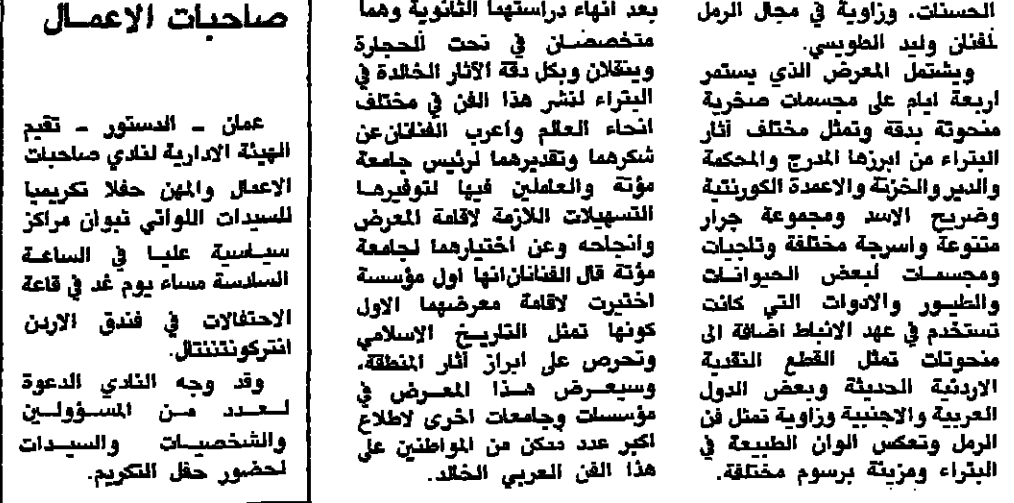 الحسنات. وزاوية في مجال الرمل
للفنان وليد الطويسي.
ويشتمل المعرض الذي يستمر
اربعة ايام على مجسمات صخرية
منحوتة بدقة وتمثل مختلف آثار
البتراء من ابرزها المدرج والمحكمة
والدير والخزنة والاعمدة الكورنثية
وضريح الاسد ومجموعة جرار
متنوعة واسرجة مختلفة وتاجيات
ومجسمات لبعض الحيوانات
والطيور والادوات التي كانت
تستخدم في عهد الانباط اضافة الى
منحوتات تمثل القطع النقدية
الاردنية الحديثة وبعض الدول
العربية والاجنبية وزاوية تمثل فن
الرمل وتعكس الوان الطبيعة في
البتراء ومزينة برسوم مختلفة.
بعد انهاء دراستهما الثانوية وهما
متخصصان في نحت الحجارة
وينقلان وبكل دقة الآثار الخالدة في
البتراء لنشر هذا الفن في مختلف
انحاء العالم واعرب الفنانان عن
شكرهما وتقديرهما لرئيس جامعة
مؤتة والعاملين فيها لتوفيرهما
التسهيلات اللازمة لاقامة المعرض
وانجاحه وعن اختيارهما لجامعة
مؤتة قال الفنانان انها اول مؤسسة
اختيرت لاقامة معرضهما الاول
كونها تمثل التاريخ الاسلامي
وتحرص على ابراز آثار المنطقة،
وسيعرض هذا المعرض في
مؤسسات وجامعات اخرى لاطلاع
اكبر عدد ممكن من المواطنين على
هذا الفن العربي الخالد.
صاحبات الاعمال
عمان - الدستور - تقيم
الهيئة الادارية لنادي صاحبات
الاعمال والمهن حفلا تكريميا
للسيدات اللواتي تبوأن مراكز
سياسية عليا في الساعة
السادسة مساء يوم غد في قاعة
الاحتفالات في فندق الاردن
انتركونتننتال.
وقد وجه النادي الدعوة
لعدد من المسؤولين
والشخصيات والسيدات
لحضور حفل التكريم.